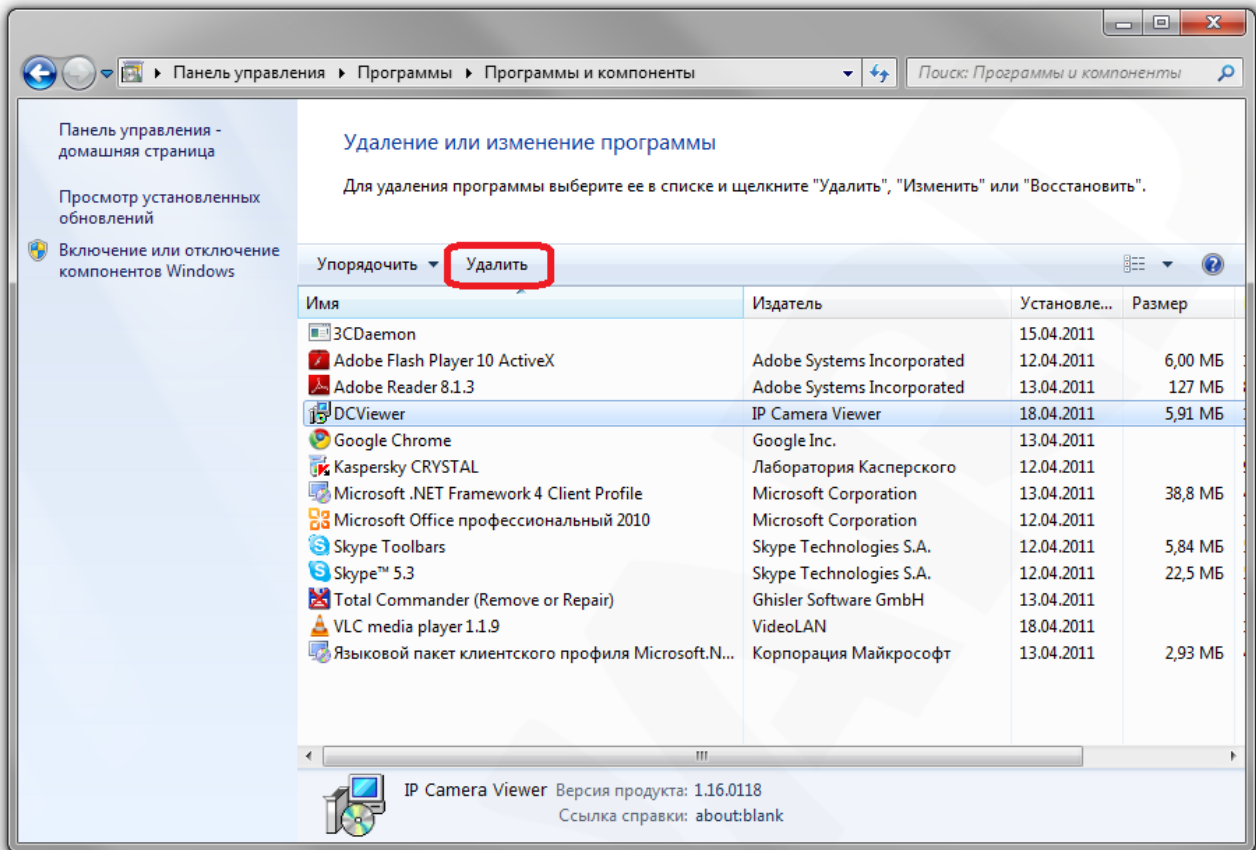 Панель управления Программы Программы и компоненты Поиск: Программы и компоненты
Панель управления -
домашняя страница
Просмотр установленных
обновлений
Включение или отключение
компонентов Windows
Удаление или изменение программы
Для удаления программы выберите ее в списке и щелкните "Удалить", "Изменить" или "Восстановить".
Упорядочить Удалить
Имя Издатель Установле... Размер
3CDaemon 15.04.2011
Adobe Flash Player 10 ActiveX Adobe Systems Incorporated 12.04.2011 6,00 МБ
Adobe Reader 8.1.3 Adobe Systems Incorporated 13.04.2011 127 МБ
DCViewer IP Camera Viewer 18.04.2011 5,91 МБ
Google Chrome Google Inc. 13.04.2011
Kaspersky CRYSTAL Лаборатория Касперского 12.04.2011
Microsoft .NET Framework 4 Client Profile Microsoft Corporation 13.04.2011 38,8 МБ
Microsoft Office профессиональный 2010 Microsoft Corporation 12.04.2011
Skype Toolbars Skype Technologies S.A. 12.04.2011 5,84 МБ
Skype™ 5.3 Skype Technologies S.A. 12.04.2011 22,5 МБ
Total Commander (Remove or Repair) Ghisler Software GmbH 13.04.2011
VLC media player 1.1.9 VideoLAN 18.04.2011
Языковой пакет клиентского профиля Microsoft.N... Корпорация Майкрософт 13.04.2011 2,93 МБ
IP Camera Viewer Версия продукта: 1.16.0118
Ссылка справки: about:blank